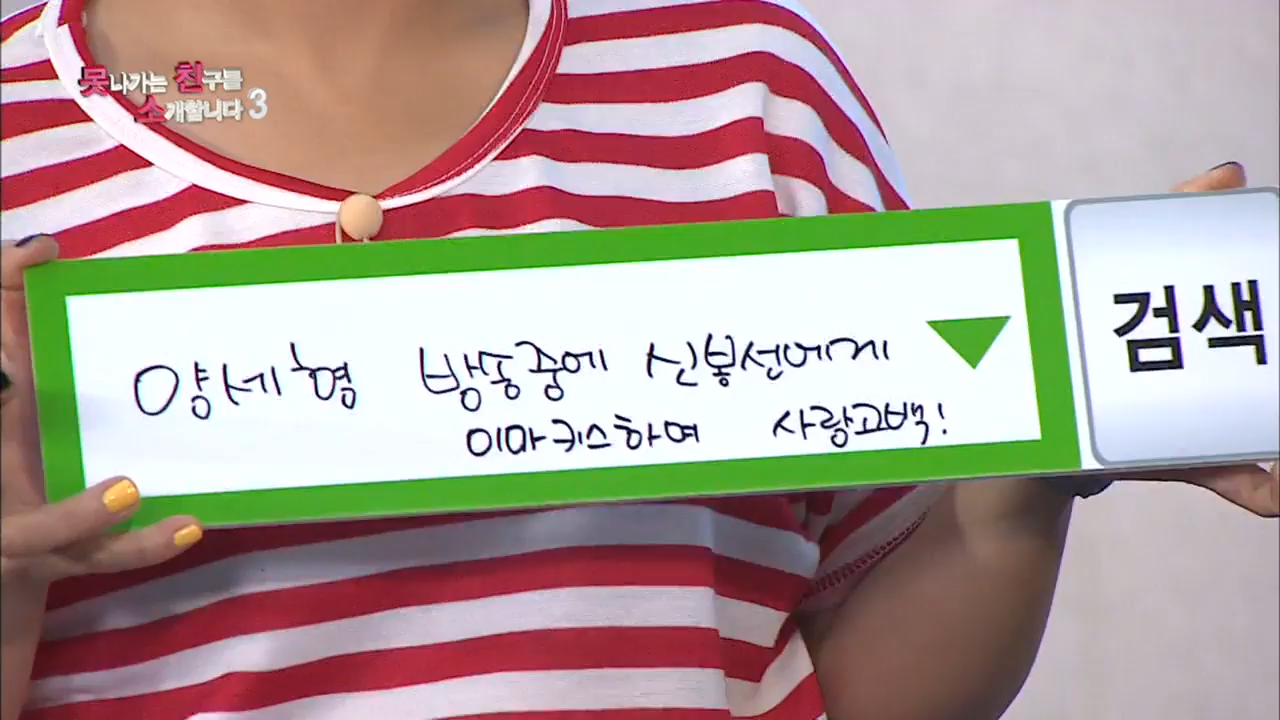 못나가는 친구를
소개합니다 3
양세형 방송중에 신봉선에게
이마키스하여 사랑고백!
검색